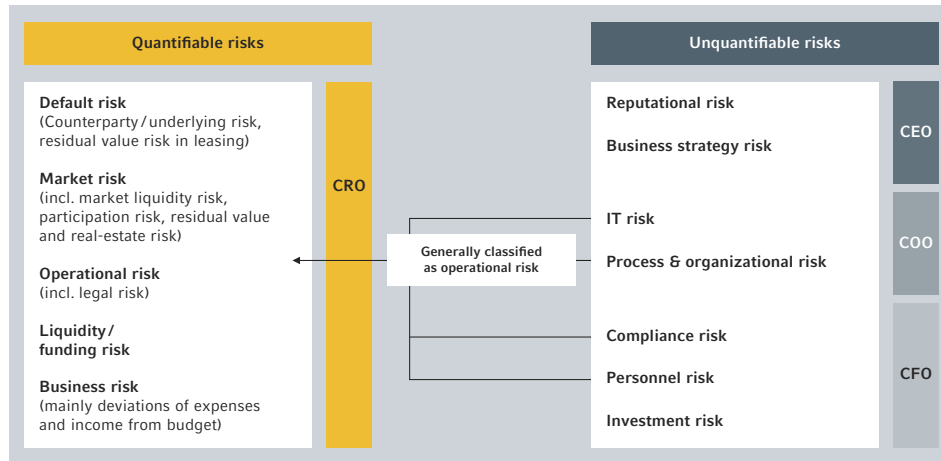 Quantifiable risks
Default risk
(Counterparty/underlying risk,
residual value risk in leasing)
Market risk
(incl. market liquidity risk,
participation risk, residual value
and real-estate risk)
Operational risk
(incl. legal risk)
Liquidity/
funding risk
Business risk
(mainly deviations of expenses
and income from budget)
CRO
Generally classified
as operational risk
Unquantifiable risks
Reputational risk
Business strategy risk
CEO
IT risk
Process & organizational risk
COO
Compliance risk
Personnel risk
Investment risk
CFO